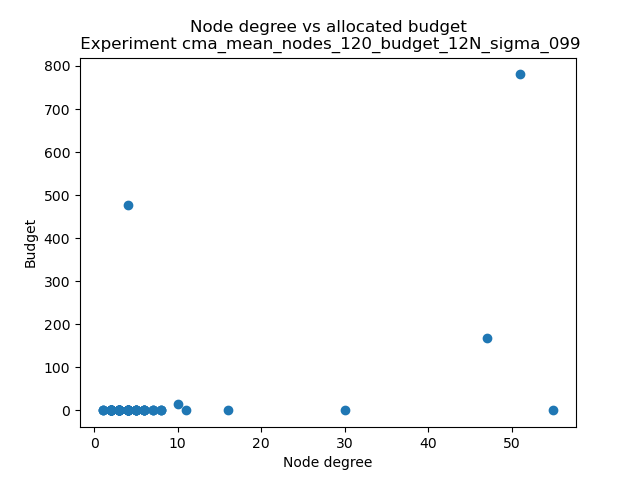 Node degree vs allocated budget
Experiment cma_mean_nodes_120_budget_12N_sigma_099
800
700
600
500
400
300
200
100
0
Budget
0 10 20 30 40 50
Node degree